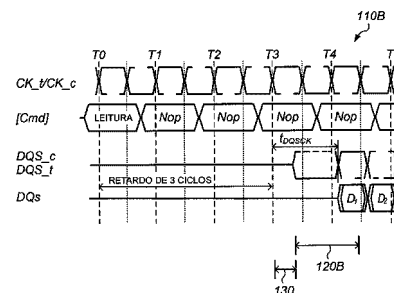 110B
T0 T1 T2 T3 T4 T
CK_t/CK_c
[Cmd] LEITURA Nop Nop Nop Nop
DQS_c
DQS_t
tDQSCK
RETARDO DE 3 CICLOS
DQs D1 D2
120B
130